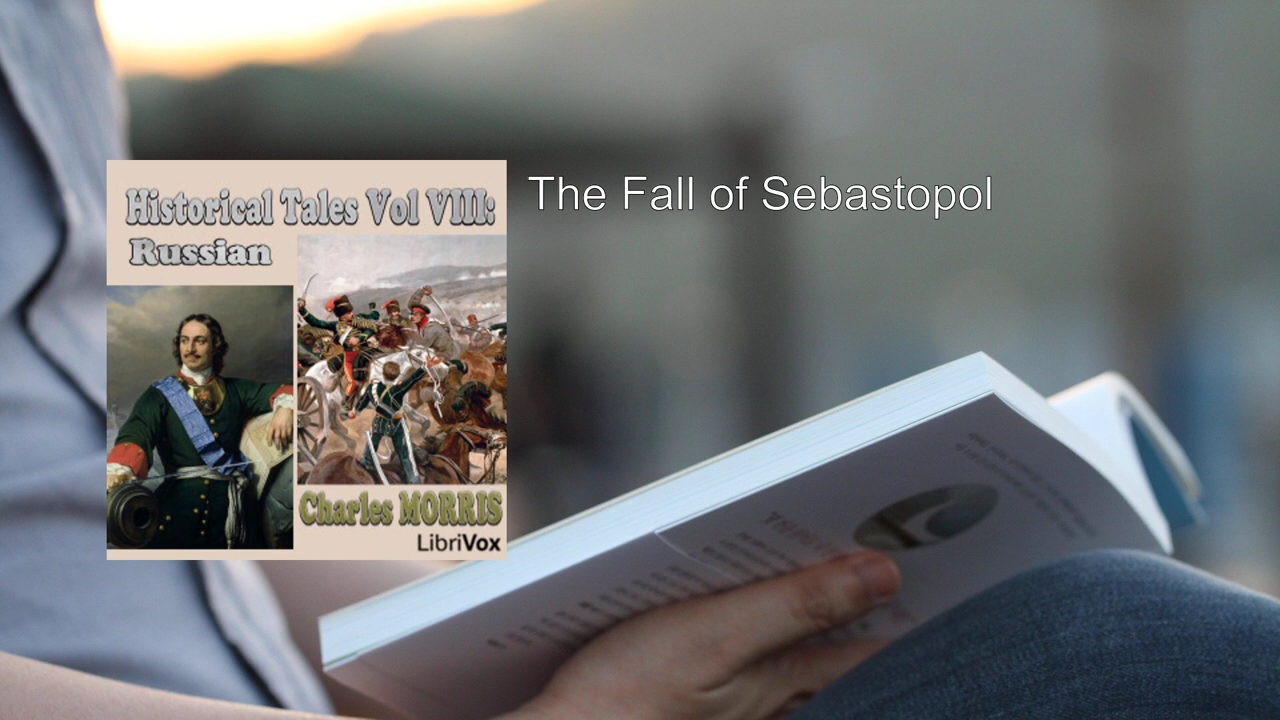 Historical Tales Vol VIII:
Russian
Charles MORRIS
LibriVox
The Fall of Sebastopol